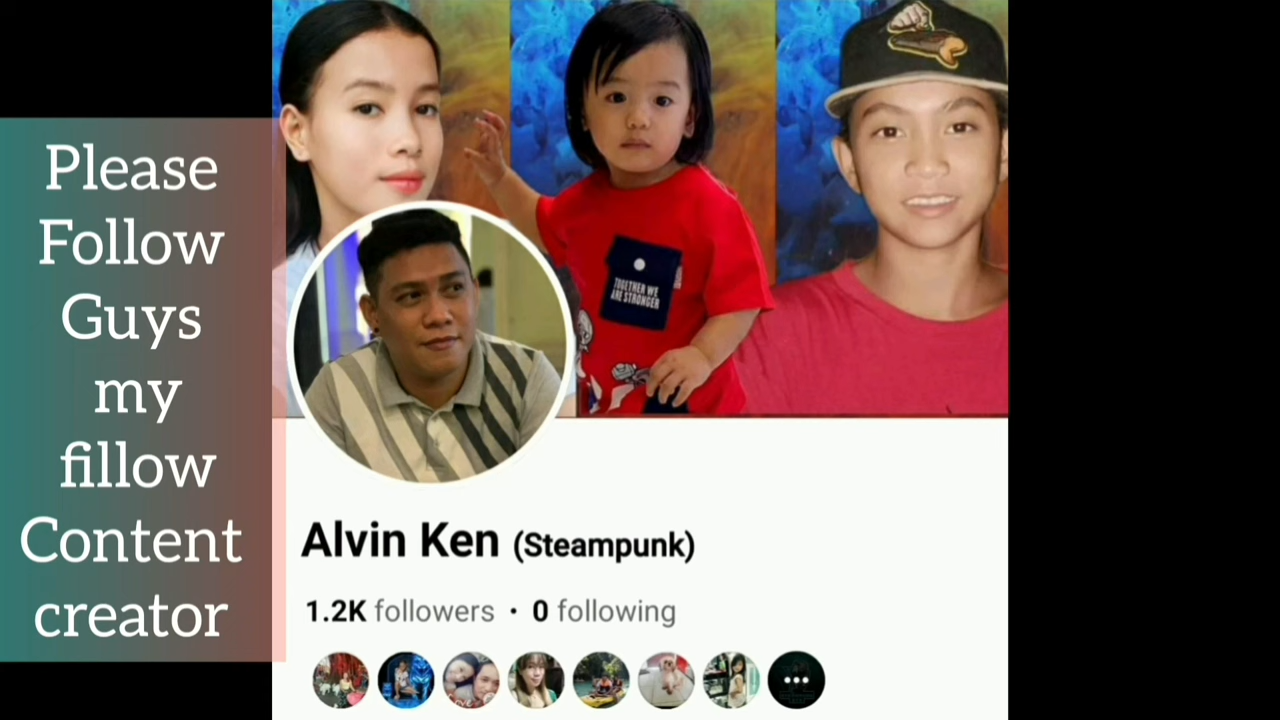 Please
Follow
Guys
my
fillow
Content
creator
TOGETHER WE
ARE STRONGER
Alvin Ken (Steampunk)
1.2K followers • 0 following